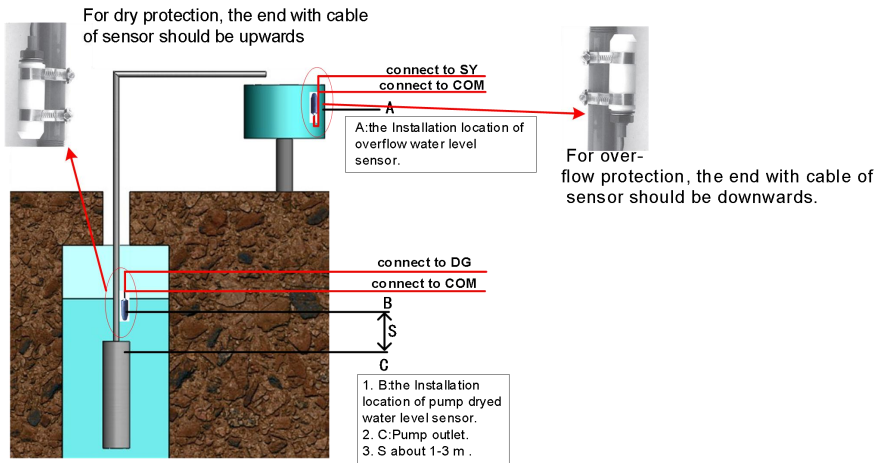 For dry protection, the end with cable
of sensor should be upwards
connect to SY
connect to COM
A
A:the Installation location of
overflow water level
sensor.
For over-
flow protection, the end with cable of
sensor should be downwards.
connect to DG
connect to COM
B
S
C
1. B:the Installation
location of pump dryed
water level sensor.
2. C:Pump outlet.
3. S about 1-3 m .